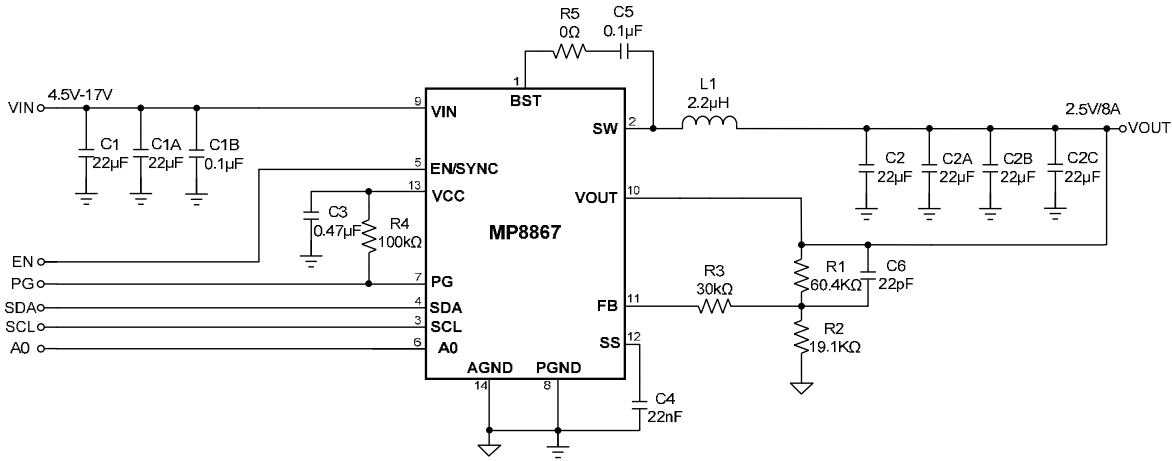 R5
0Ω
C5
0.1µF
1
BST
4.5V-17V
VIN
9
VIN
C1
22µF
C1A
22µF
C1B
0.1µF
SW
2
L1
2.2µH
2.5V/8A
VOUT
C2
22µF
C2A
22µF
C2B
22µF
C2C
22µF
5
EN/SYNC
13
VCC
C3
0.47µF
R4
100kΩ
VOUT
10
MP8867
EN
PG
7
PG
SDA
4
SDA
SCL
3
SCL
A0
6
A0
R3
30kΩ
R1
60.4KΩ
C6
22pF
FB
11
R2
19.1KΩ
SS
12
AGND
14
PGND
8
C4
22nF